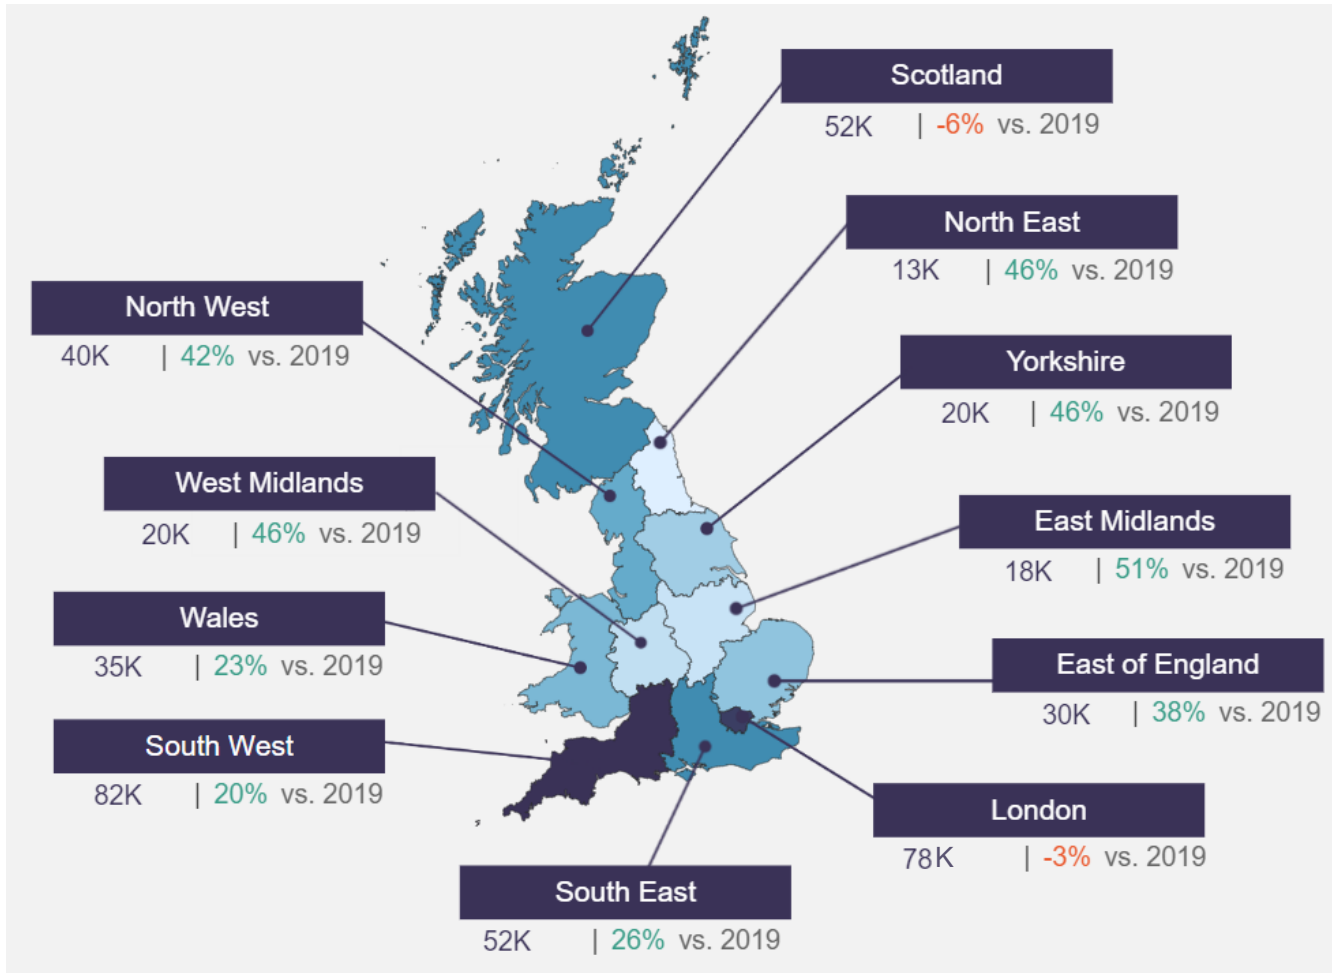 Scotland
52K | -6% vs. 2019
North East
13K | 46% vs. 2019
North West
40K | 42% vs. 2019
Yorkshire
20K | 46% vs. 2019
West Midlands
20K | 46% vs. 2019
East Midlands
18K | 51% vs. 2019
Wales
35K | 23% vs. 2019
East of England
30K | 38% vs. 2019
South West
82K | 20% vs. 2019
London
78K | -3% vs. 2019
South East
52K | 26% vs. 2019